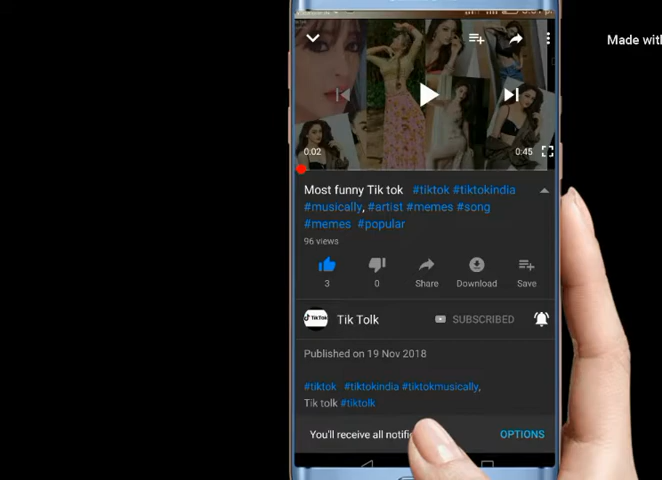 Made with
0:02
0:45
Most funny Tik tok #tiktok #tiktokindia
#musically, #artist #memes #song
#memes #popular
96 views
3
0
Share
Download
Save
TikTok
Tik Tolk
SUBSCRIBED
Published on 19 Nov 2018
#tiktok #tiktokindia #tiktokmusically,
Tik tolk #tiktolk
You'll receive all notifi
OPTIONS